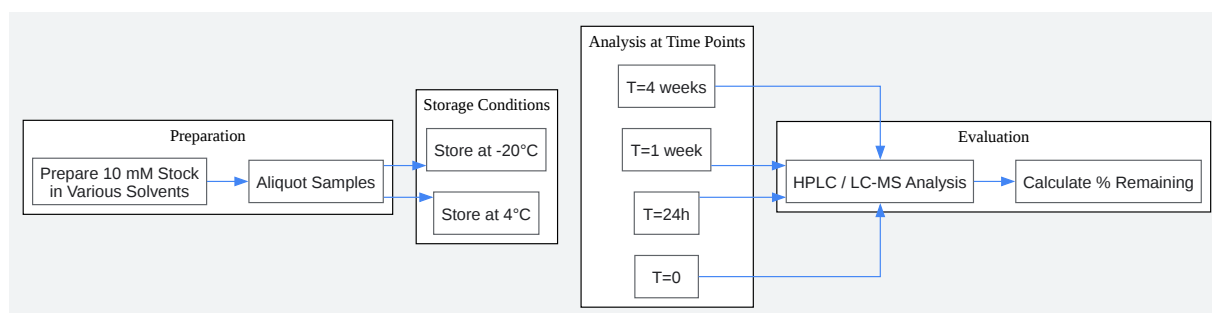 Preparation
Prepare 10 mM Stock
in Various Solvents
Aliquot Samples
Storage Conditions
Store at -20°C
Store at 4°C
Analysis at Time Points
T=4 weeks
T=1 week
T=24h
T=0
Evaluation
HPLC / LC-MS Analysis
Calculate % Remaining